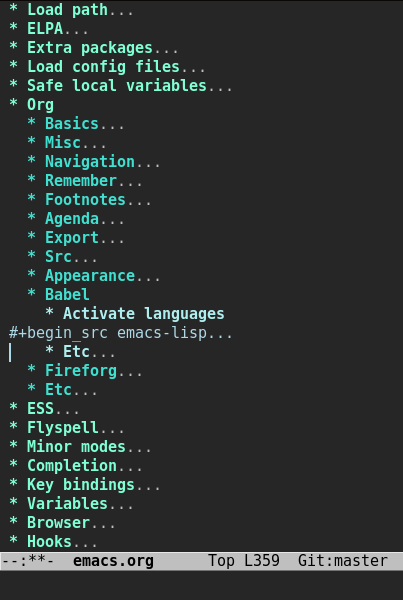 * Load path...
* ELPA...
* Extra packages...
* Load config files...
* Safe local variables...
* Org
* Basics...
* Misc...
* Navigation...
* Remember...
* Footnotes...
* Agenda...
* Export...
* Src...
* Appearance...
* Babel
* Activate languages
#+begin_src emacs-lisp...
* Etc...
* Fireforg...
* Etc...
* ESS...
* Flyspell...
* Minor modes...
* Completion...
* Key bindings...
* Variables...
* Browser...
* Hooks...
--:**-  emacs.org      Top L359  Git:master